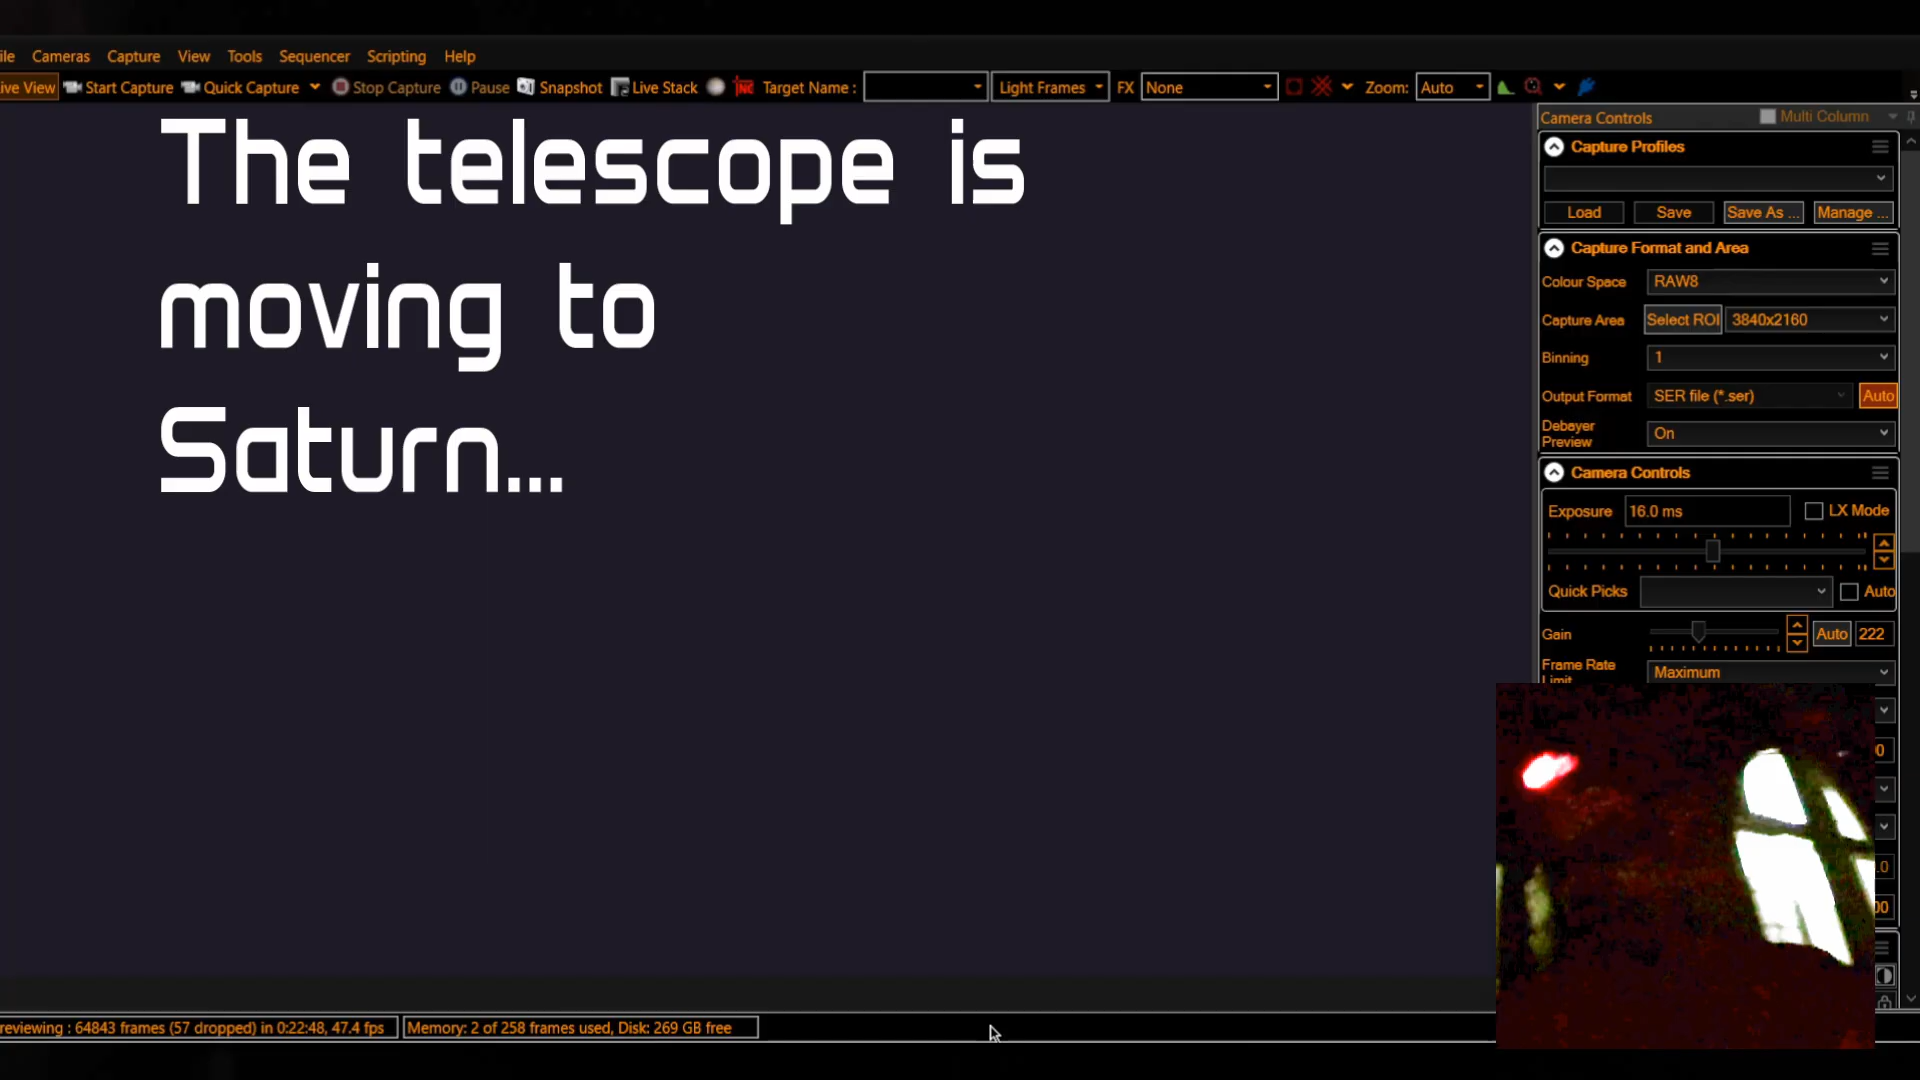 ile Cameras Capture View Tools Sequencer Scripting Help
ive View Start Capture Quick Capture Stop Capture Pause Snapshot Live Stack Target Name : Light Frames FX None Zoom: Auto
Camera Controls Multi Column
Capture Profiles
Load Save Save As ... Manage ...
Capture Format and Area
Colour Space RAW8
Capture Area Select ROI 3840x2160
Binning 1
Output Format SER file (*.ser) Auto
Debayer
Preview On
Camera Controls
Exposure 16.0 ms LX Mode
Quick Picks Auto
Gain Auto 222
Frame Rate
Limit Maximum
The telescope is
moving to
Saturn...
reviewing : 64843 frames (57 dropped) in 0:22:48, 47.4 fps Memory: 2 of 258 frames used, Disk: 269 GB free